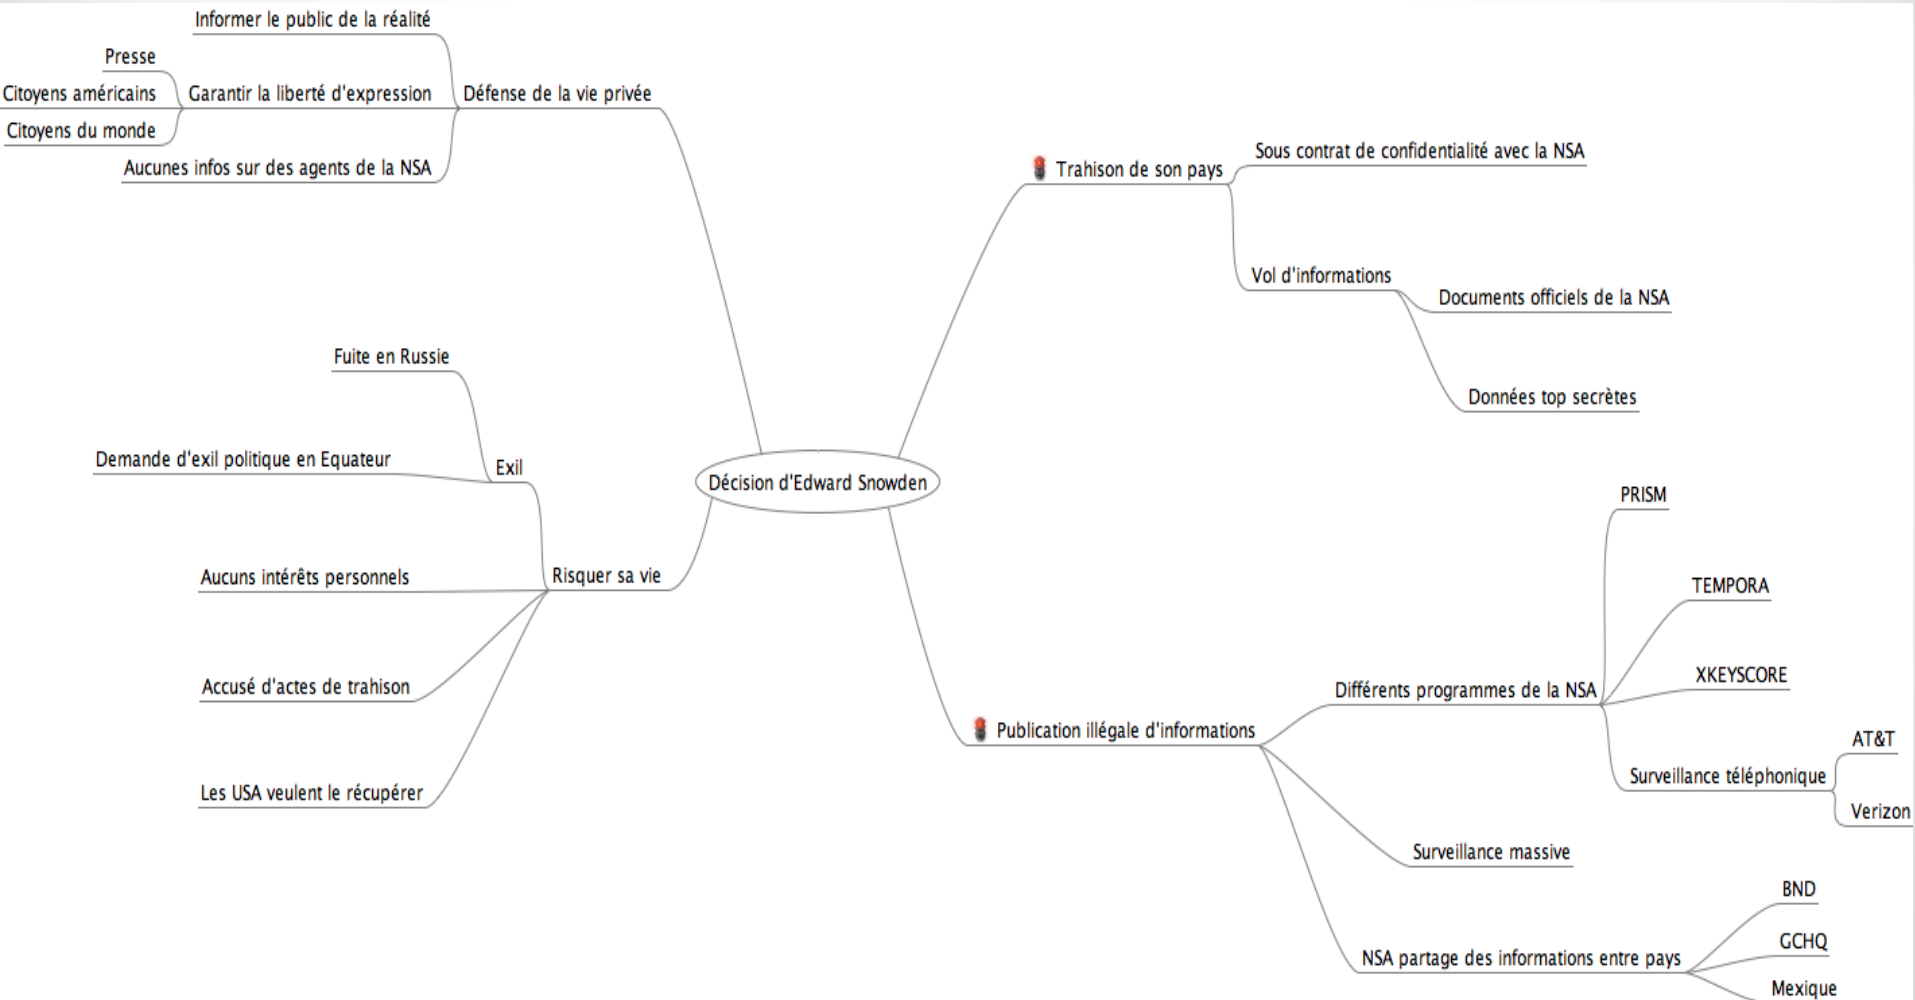 Informer le public de la réalité
Presse
Citoyens américains
Garantir la liberté d'expression
Défense de la vie privée
Citoyens du monde
Aucunes infos sur des agents de la NSA
Trahison de son pays
Sous contrat de confidentialité avec la NSA
Vol d'informations
Documents officiels de la NSA
Données top secrètes
Fuite en Russie
Demande d'exil politique en Equateur
Exil
Décision d'Edward Snowden
Aucuns intérêts personnels
Risquer sa vie
Accusé d'actes de trahison
Les USA veulent le récupérer
PRISM
TEMPORA
XKEYSCORE
Différents programmes de la NSA
Publication illégale d'informations
AT&T
Surveillance téléphonique
Verizon
Surveillance massive
BND
GCHQ
NSA partage des informations entre pays
Mexique